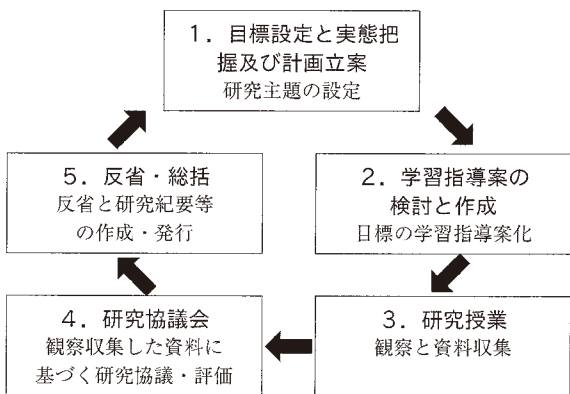 1．目標設定と実態把
握及び計画立案
研究主題の設定
2．学習指導案の
検討と作成
目標の学習指導案化
3．研究授業
観察と資料収集
4．研究協議会
観察収集した資料に
基づく研究協議・評価
5．反省・総括
反省と研究紀要等
の作成・発行